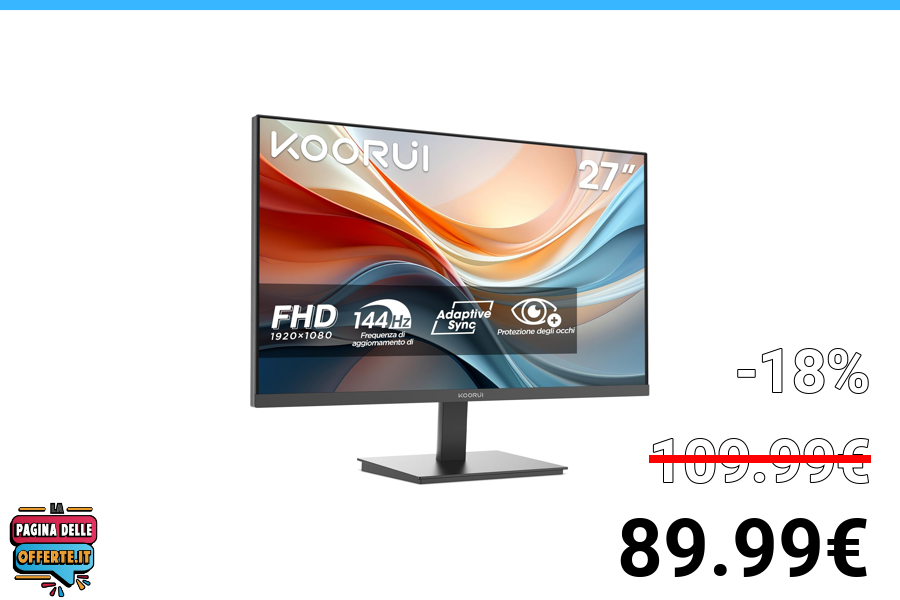 KOORUI
27"
FHD
1920×1080
144Hz
Frequenza di
aggiornamento di
Adaptive
Sync
Protezione degli occhi
KOORUI
-18%
109.99€
89.99€
LA
PAGINA DELLE
OFFERTE.IT